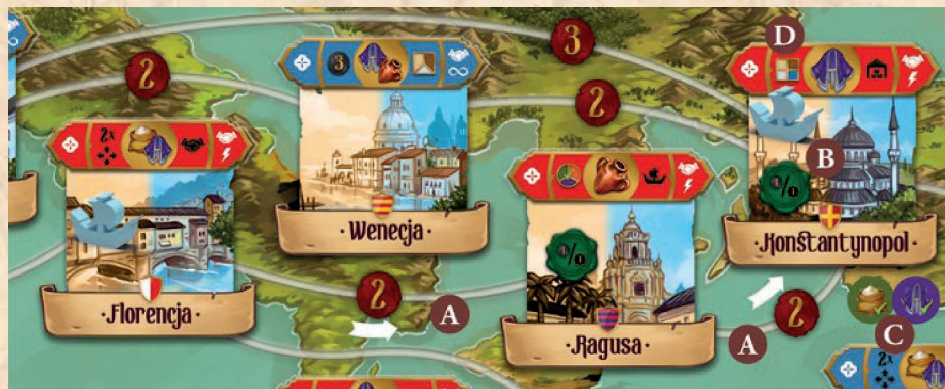 3
D
2
3
∞
2
2x
B
·Wenecja·
·Konstantynopol·
·Florencja·
2
A
2
C
·Ragusa·
A
2x